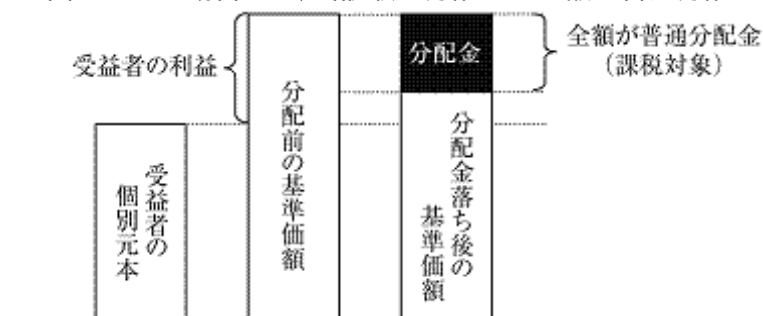 受益者の利益
分配金
全額が普通分配金
(課税対象)
受益者の
個別元本
分配前の基準価額
分配金落ち後の
基準価額